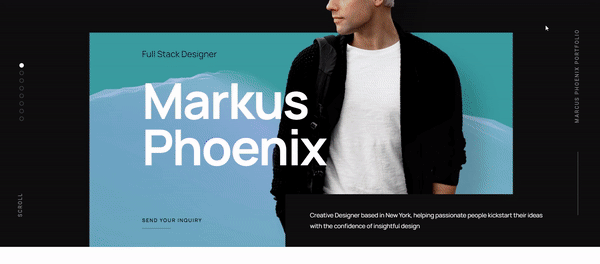 Full Stack Designer
Markus
Phoenix
SEND YOUR INQUIRY
Creative Designer based in New York, helping passionate people kickstart their ideas
with the confidence of insightful design
SCROLL
MARCUS PHOENIX PORTFOLIO